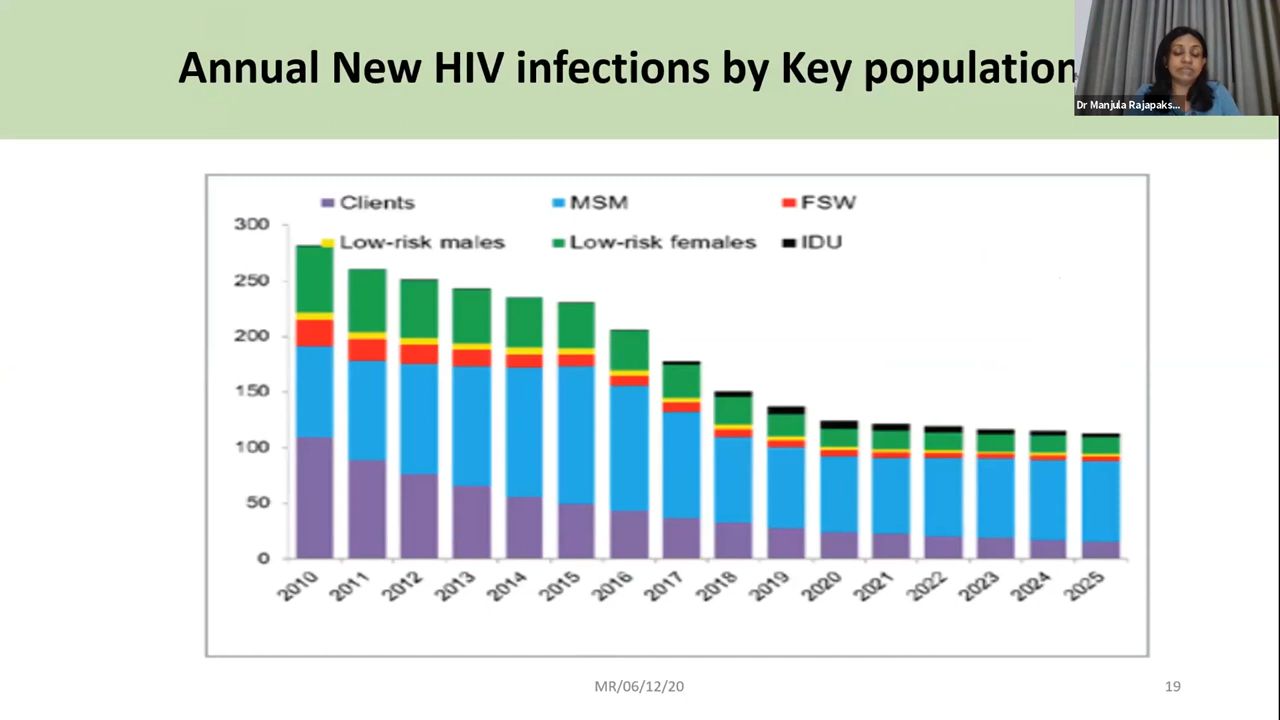 Annual New HIV infections by Key population
Dr Manjula Rajapaks...
Clients MSM FSW
Low-risk males Low-risk females IDU
300
250
200
150
100
50
0
2010 2011 2012 2013 2014 2015 2016 2017 2018 2019 2020 2021 2022 2023 2024 2025
MR/06/12/20
19